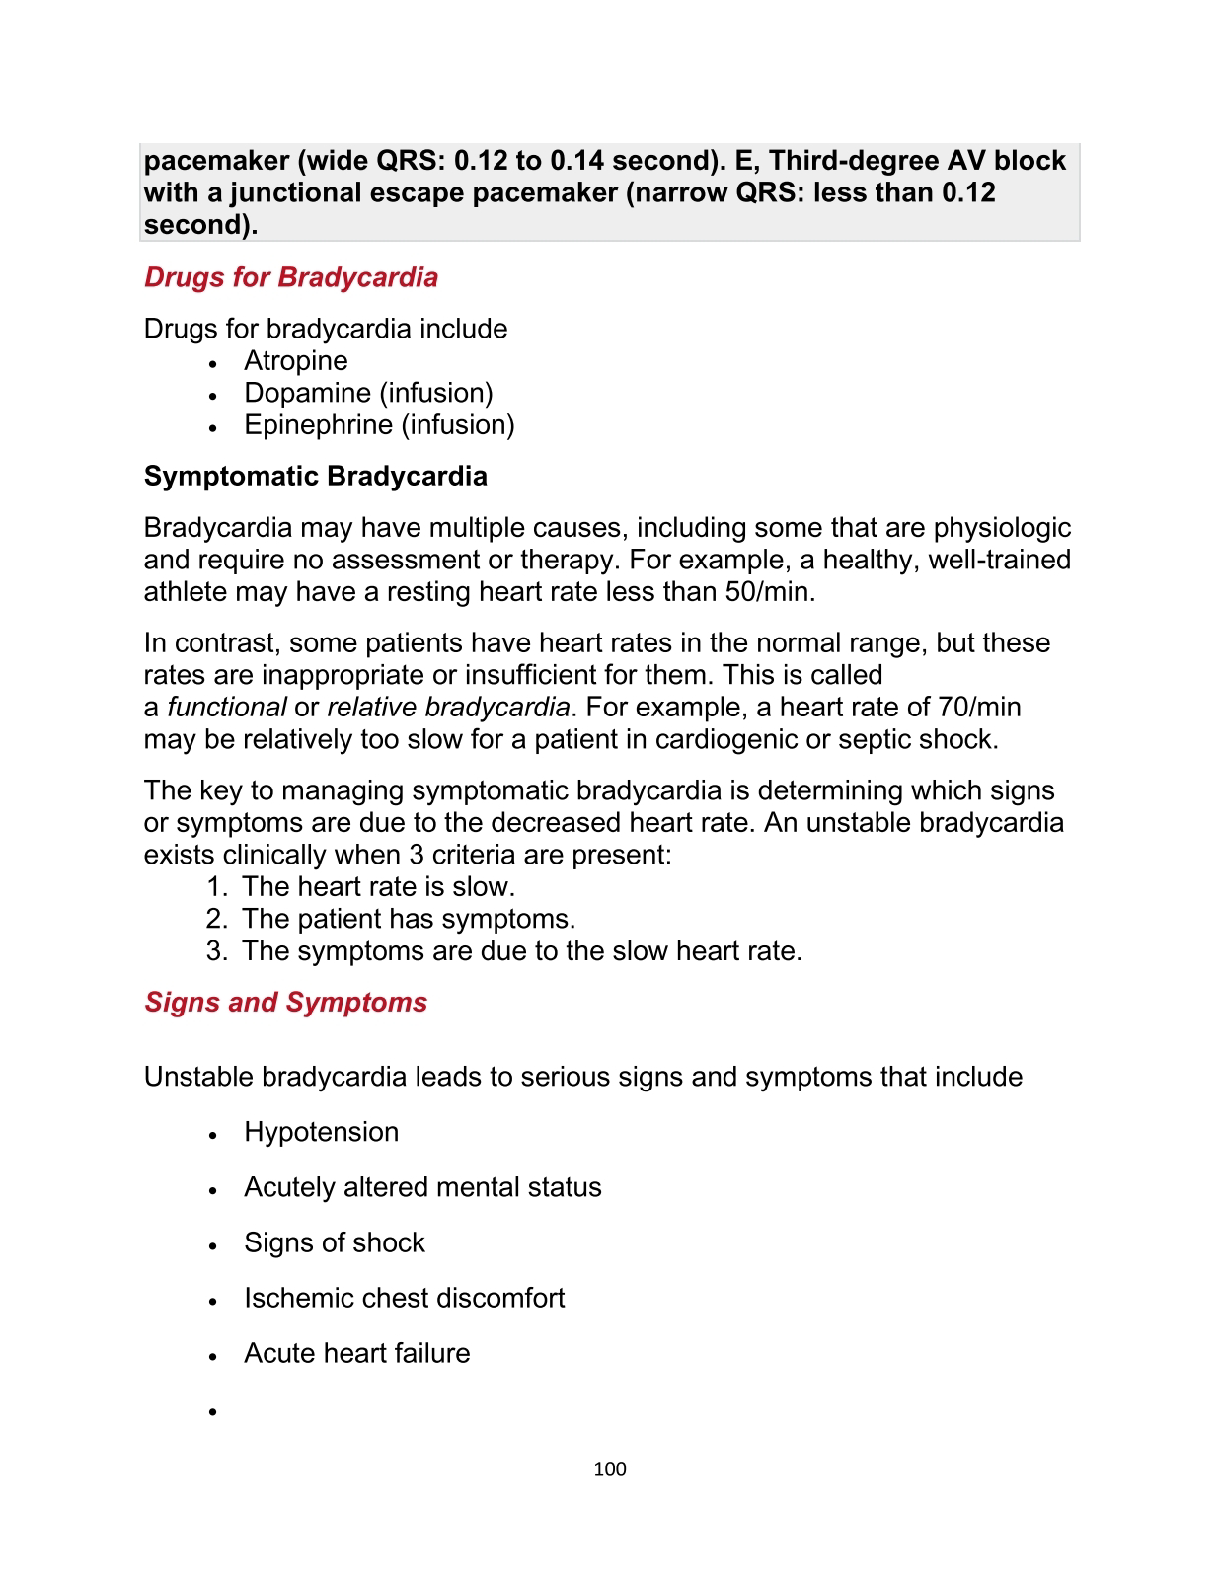 pacemaker (wide QRS: 0.12 to 0.14 second). E, Third-degree AV block
with a junctional escape pacemaker (narrow QRS: less than 0.12
second).
Drugs for Bradycardia
Drugs for bradycardia include
• Atropine
• Dopamine (infusion)
• Epinephrine (infusion)
Symptomatic Bradycardia
Bradycardia may have multiple causes, including some that are physiologic
and require no assessment or therapy. For example, a healthy, well-trained
athlete may have a resting heart rate less than 50/min.
In contrast, some patients have heart rates in the normal range, but these
rates are inappropriate or insufficient for them. This is called
a functional or relative bradycardia. For example, a heart rate of 70/min
may be relatively too slow for a patient in cardiogenic or septic shock.
The key to managing symptomatic bradycardia is determining which signs
or symptoms are due to the decreased heart rate. An unstable bradycardia
exists clinically when 3 criteria are present:
1. The heart rate is slow.
2. The patient has symptoms.
3. The symptoms are due to the slow heart rate.
Signs and Symptoms
Unstable bradycardia leads to serious signs and symptoms that include
• Hypotension
• Acutely altered mental status
• Signs of shock
• Ischemic chest discomfort
• Acute heart failure
•
100